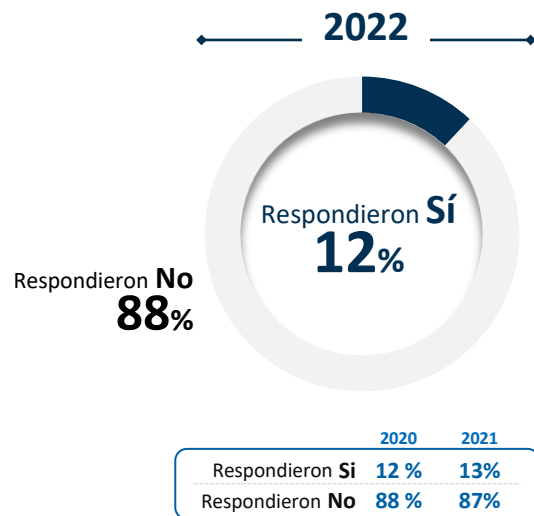 2022
Respondieron Sí
12%
Respondieron No
88%
2020 2021
Respondieron Si 12 % 13%
Respondieron No 88 % 87%